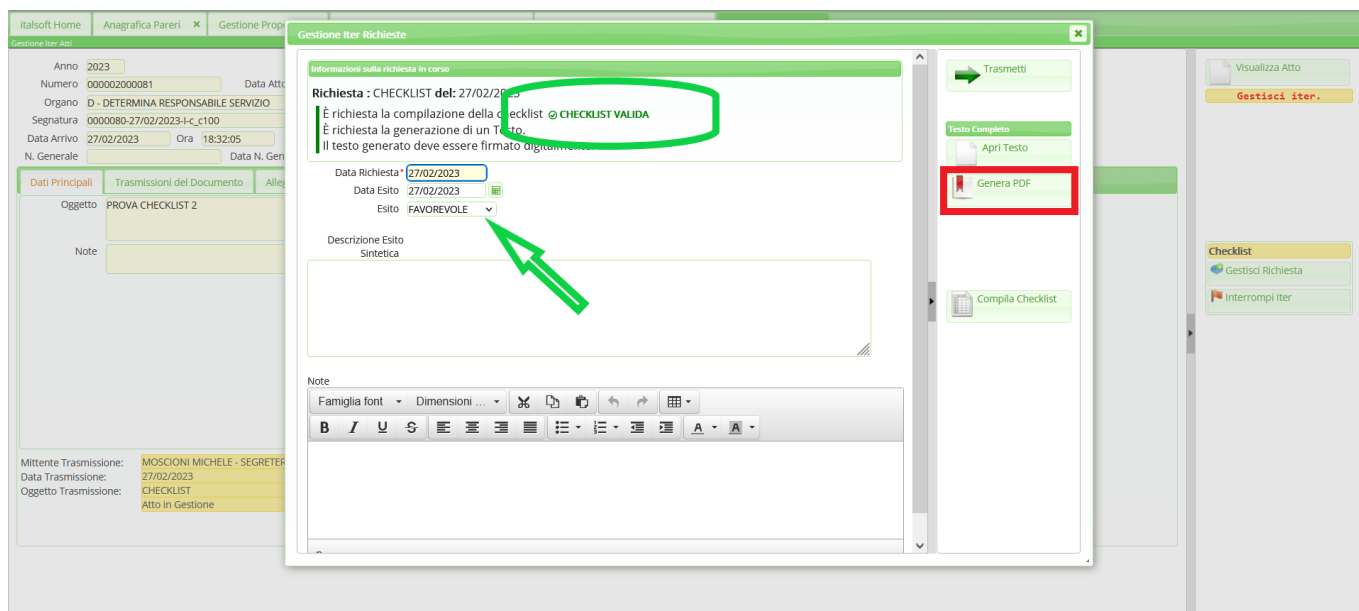 italsoft Home
Anagrafica Pareri ×
Gestione Prop
Gestione Iter Atti
Anno 2023
Numero 000002000081 Data Atto
Organo D - DETERMINA RESPONSABILE SERVIZIO
Segnatura 0000080-27/02/2023-I-c_c100
Data Arrivo 27/02/2023 Ora 18:32:05
N. Generale Data N. Gen
Dati Principali
Trasmissioni del Documento
Alleg
Oggetto PROVA CHECKLIST 2
Note
Mittente Trasmissione: MOSCIONI MICHELE - SEGRETER
Data Trasmissione: 27/02/2023
Oggetto Trasmissione: CHECKLIST
Atto in Gestione
Gestione Iter Richieste
Informazioni sulla richiesta in corso
Richiesta : CHECKLIST del: 27/02/2023
È richiesta la compilazione della checklist CHECKLIST VALIDA
È richiesta la generazione di un Testo.
Il testo generato deve essere firmato digitalmente.
Data Richiesta* 27/02/2023
Data Esito 27/02/2023
Esito FAVOREVOLE
Descrizione Esito
Sintetica
Note
Famiglia font
Dimensioni ...
B I U S
A A
Trasmetti
Testo Completo
Apri Testo
Genera PDF
Compila Checklist
Visualizza Atto
Gestisci iter.
Checklist
Gestisci Richiesta
Interrompi Iter